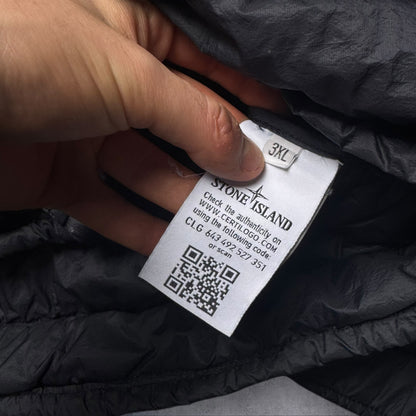 3XL
STONE ISLAND
Check the authenticity on
WWW.CERTILOGO.COM
using the following code:
CLG 643 492 527 351
or scan